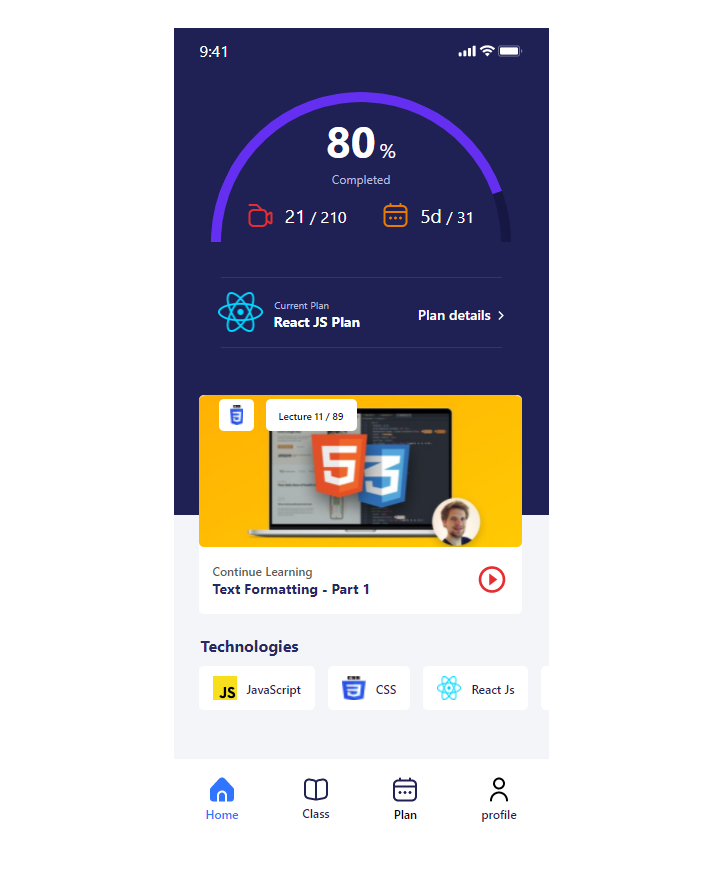 9:41
80 %
Completed
21 / 210
5d / 31
Current Plan
React JS Plan
Plan details
Lecture 11 / 89
5 3
Continue Learning
Text Formatting - Part 1
Technologies
JS JavaScript
CSS
React Js
Home
Class
Plan
profile